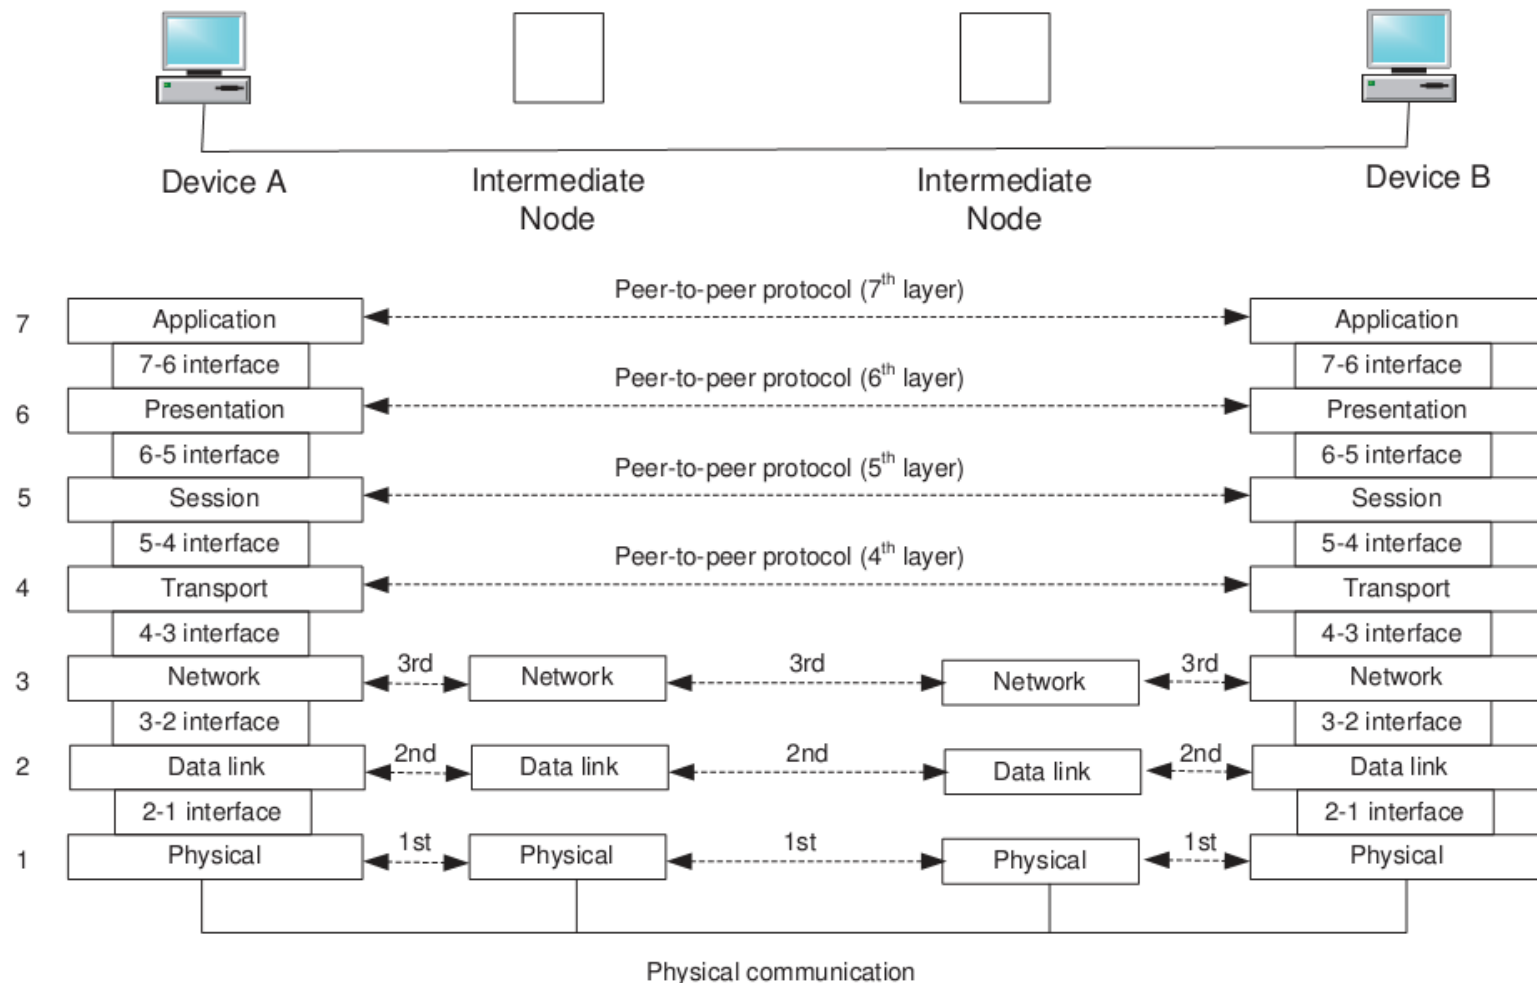 Device A
Intermediate
Node
Intermediate
Node
Device B
Peer-to-peer protocol (7th layer)
7
Application
Application
7-6 interface
7-6 interface
Peer-to-peer protocol (6th layer)
6
Presentation
Presentation
6-5 interface
6-5 interface
Peer-to-peer protocol (5th layer)
5
Session
Session
5-4 interface
5-4 interface
Peer-to-peer protocol (4th layer)
4
Transport
Transport
4-3 interface
4-3 interface
3
Network
3rd
Network
3rd
Network
3rd
Network
3-2 interface
3-2 interface
2
Data link
2nd
Data link
2nd
Data link
2nd
Data link
2-1 interface
2-1 interface
1
Physical
1st
Physical
1st
Physical
1st
Physical
Physical communication